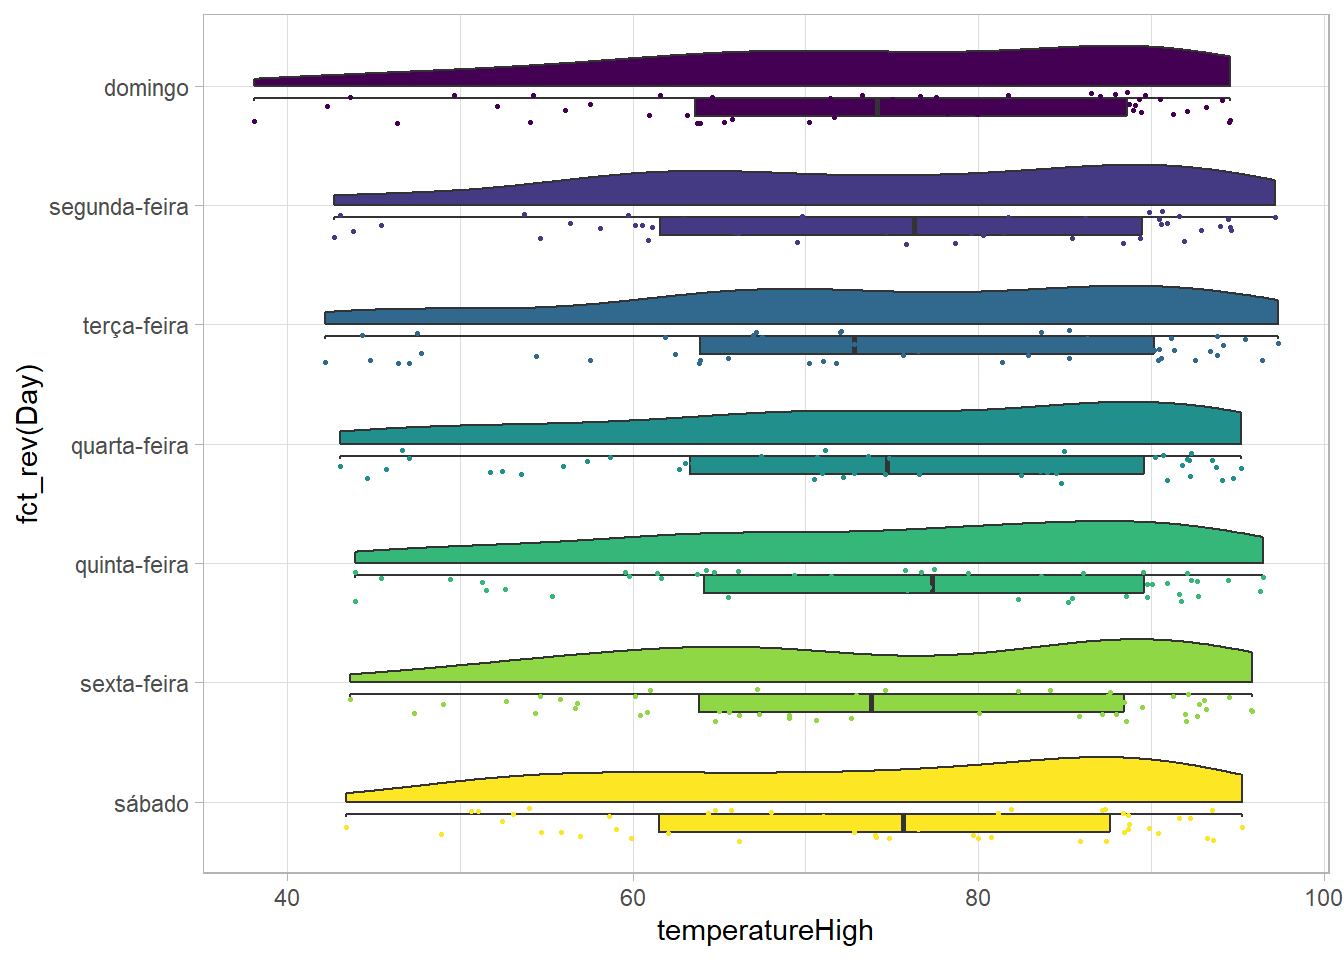 domingo
segunda-feira
terça-feira
quarta-feira
quinta-feira
sexta-feira
sábado
fct_rev(Day)
40 60 80 100
temperatureHigh